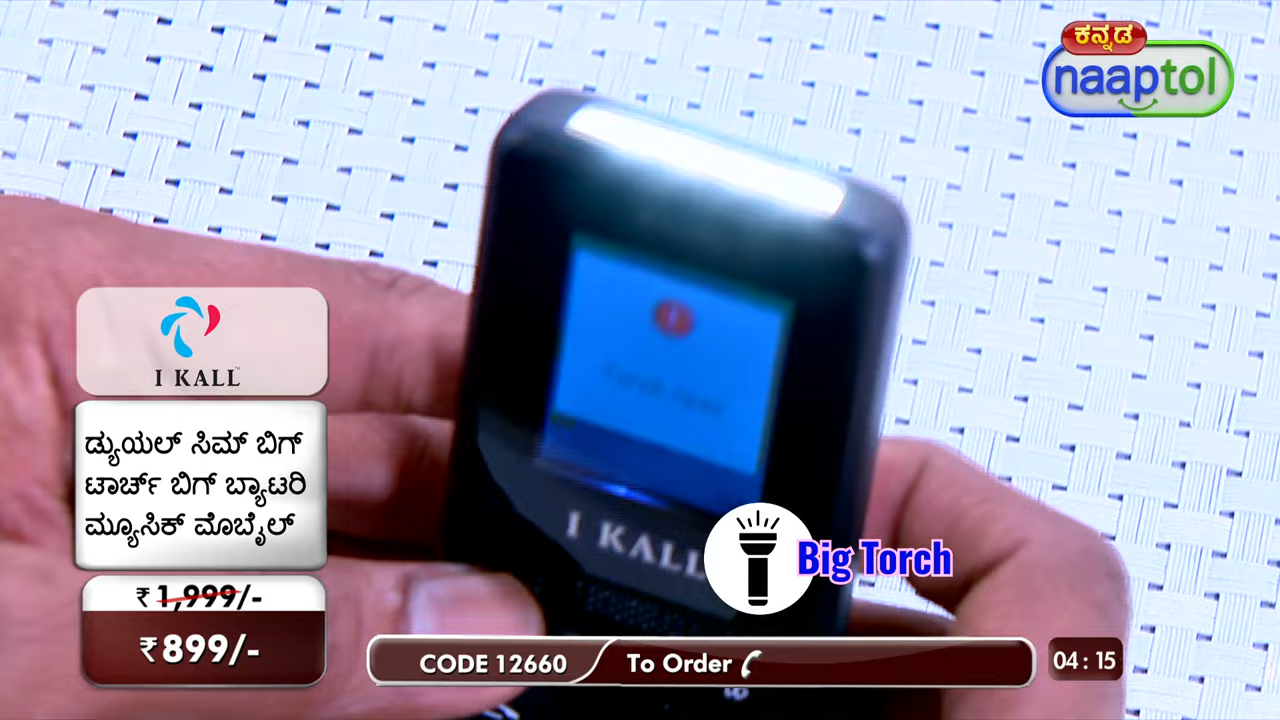 ಕನ್ನಡ
naaptol
I KALL
ಡ್ಯುಯಲ್ ಸಿಮ್ ಬಿಗ್
ಟಾರ್ಚ್ ಬಿಗ್ ಬ್ಯಾಟರಿ
ಮ್ಯೂಸಿಕ್ ಮೊಬೈಲ್
₹1,999/-
₹899/-
I KALL
Big Torch
CODE 12660
To Order
04 : 15